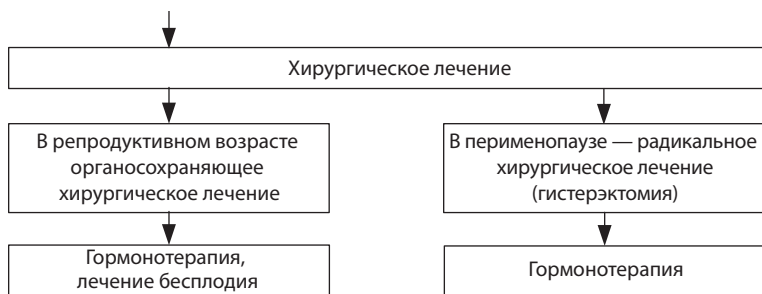 Хирургическое лечение
В репродуктивном возрасте
органосохраняющее
хирургическое лечение
В перименопаузе — радикальное
хирургическое лечение
(гистерэктомия)
Гормонотерапия,
лечение бесплодия
Гормонотерапия